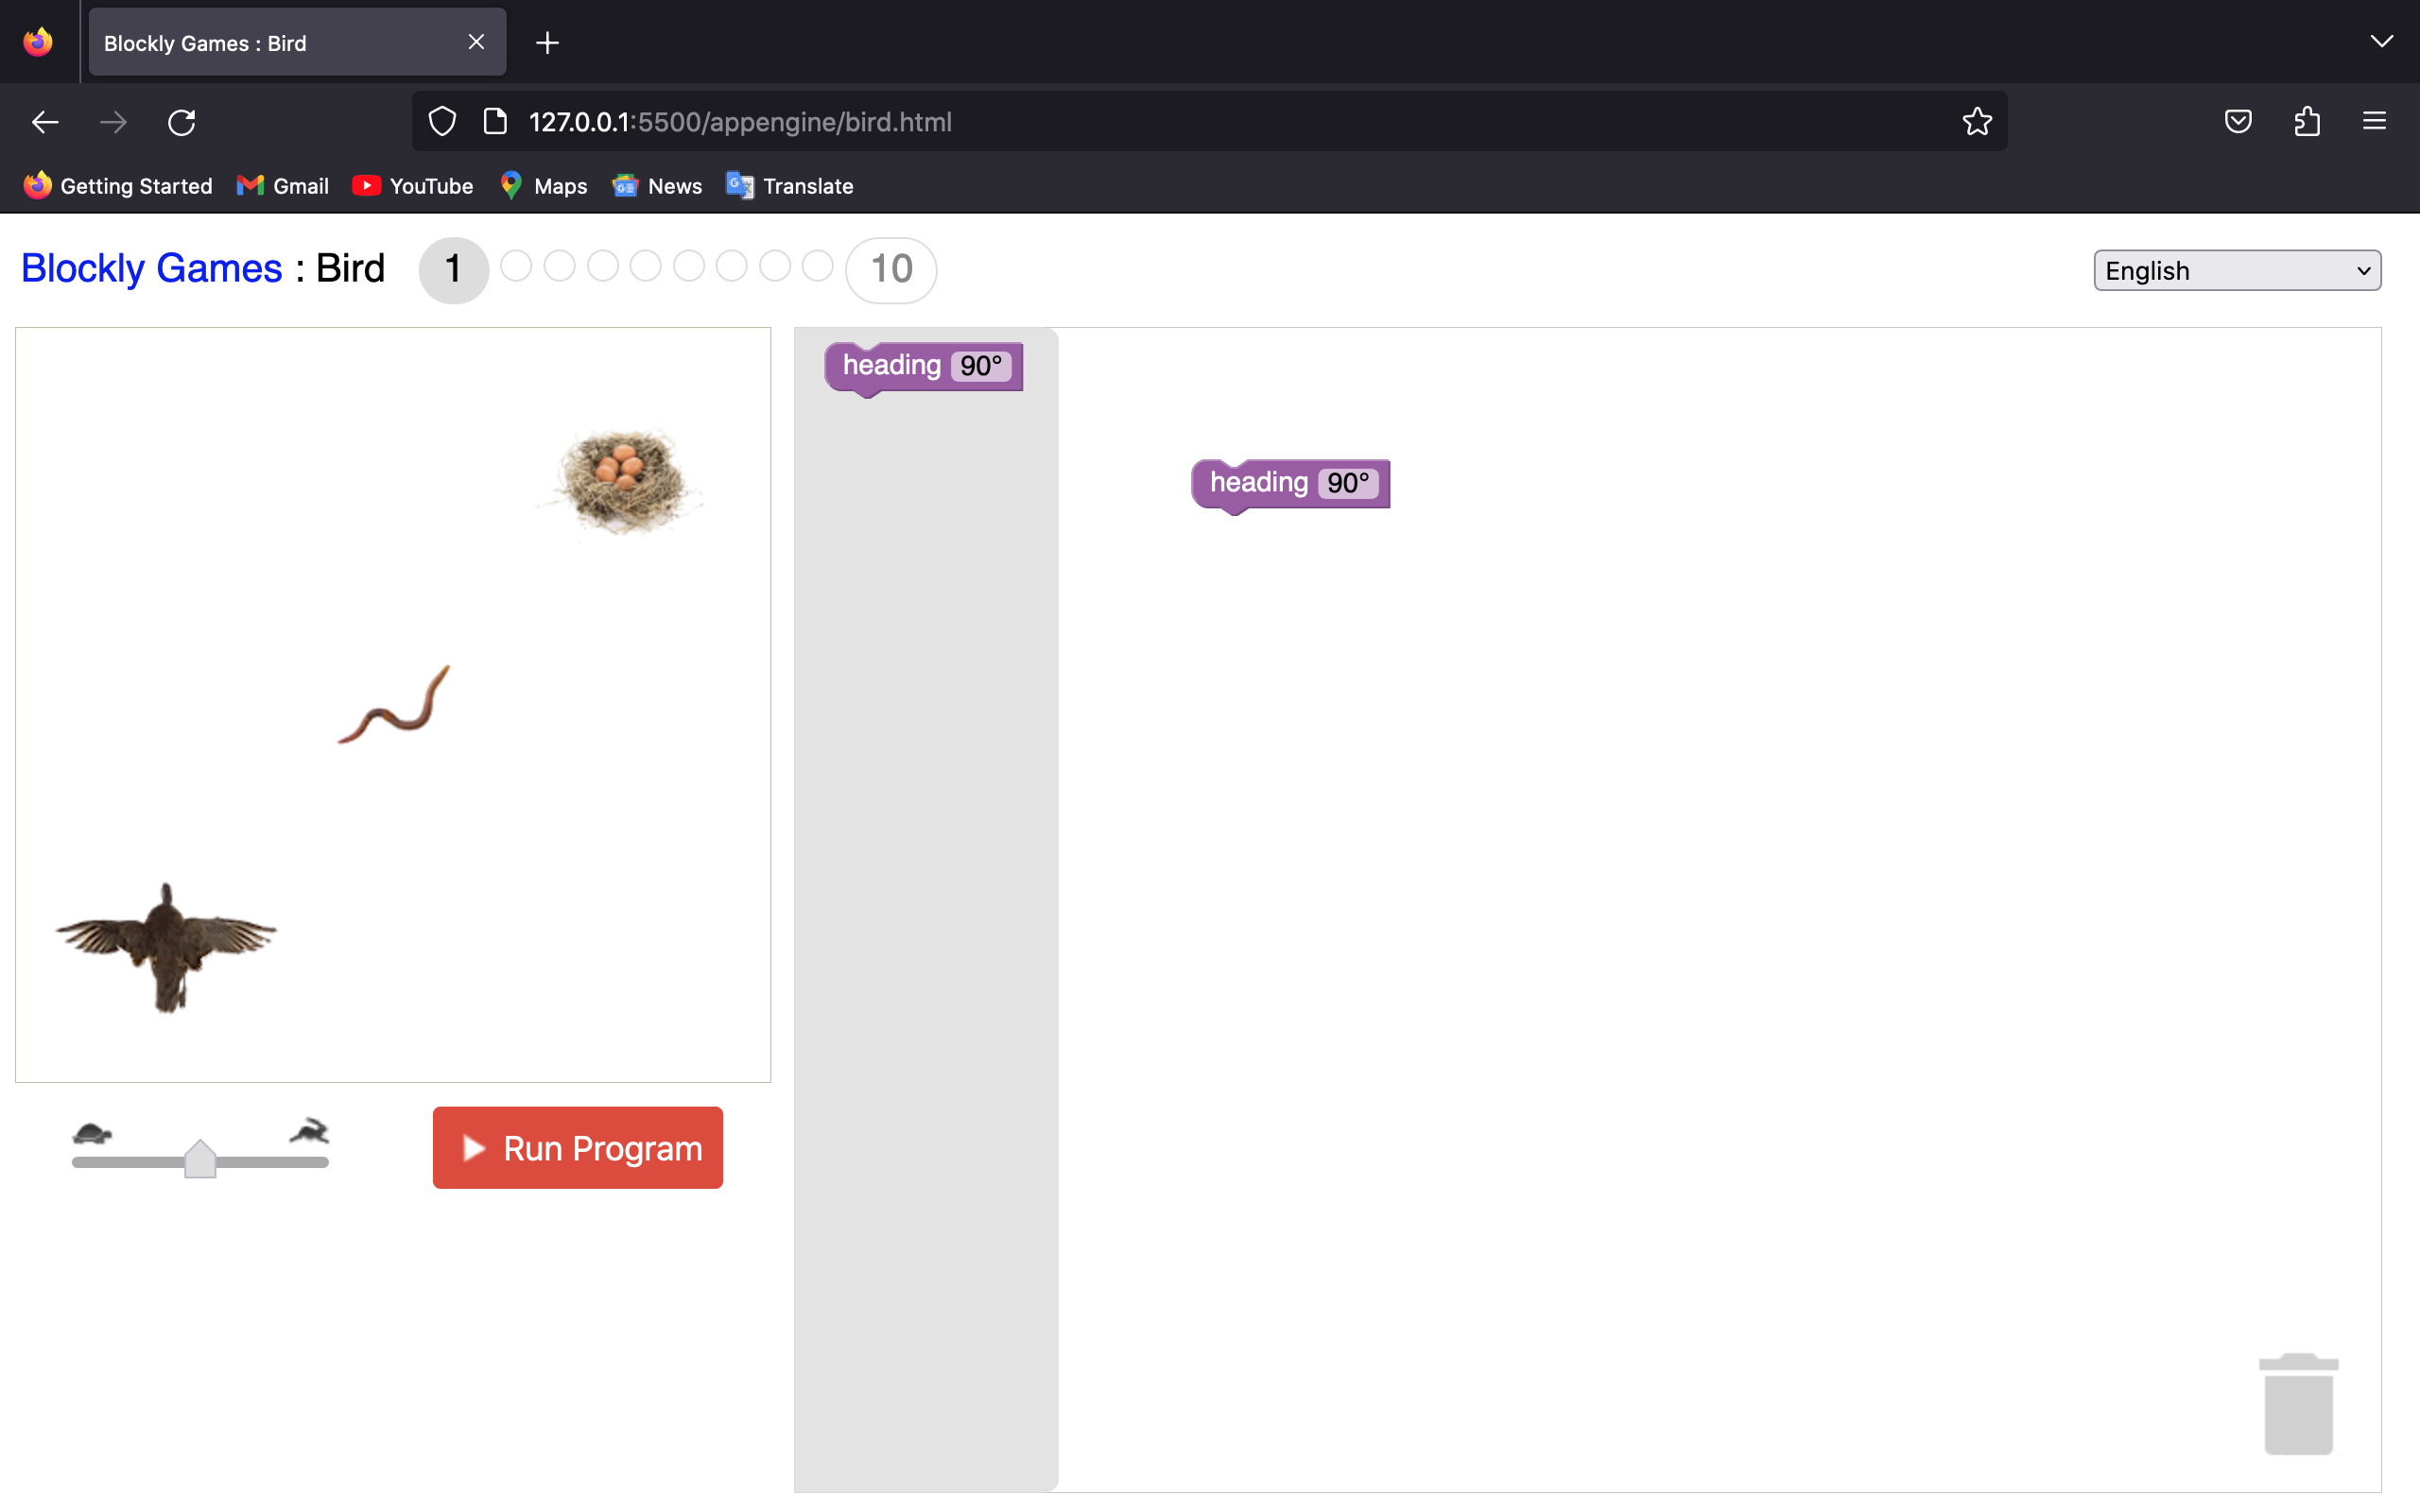 Blockly Games : Bird
127.0.0.1:5500/appengine/bird.html
Getting Started Gmail YouTube Maps News Translate
Blockly Games : Bird 1 10 English
heading 90°
heading 90°
Run Program